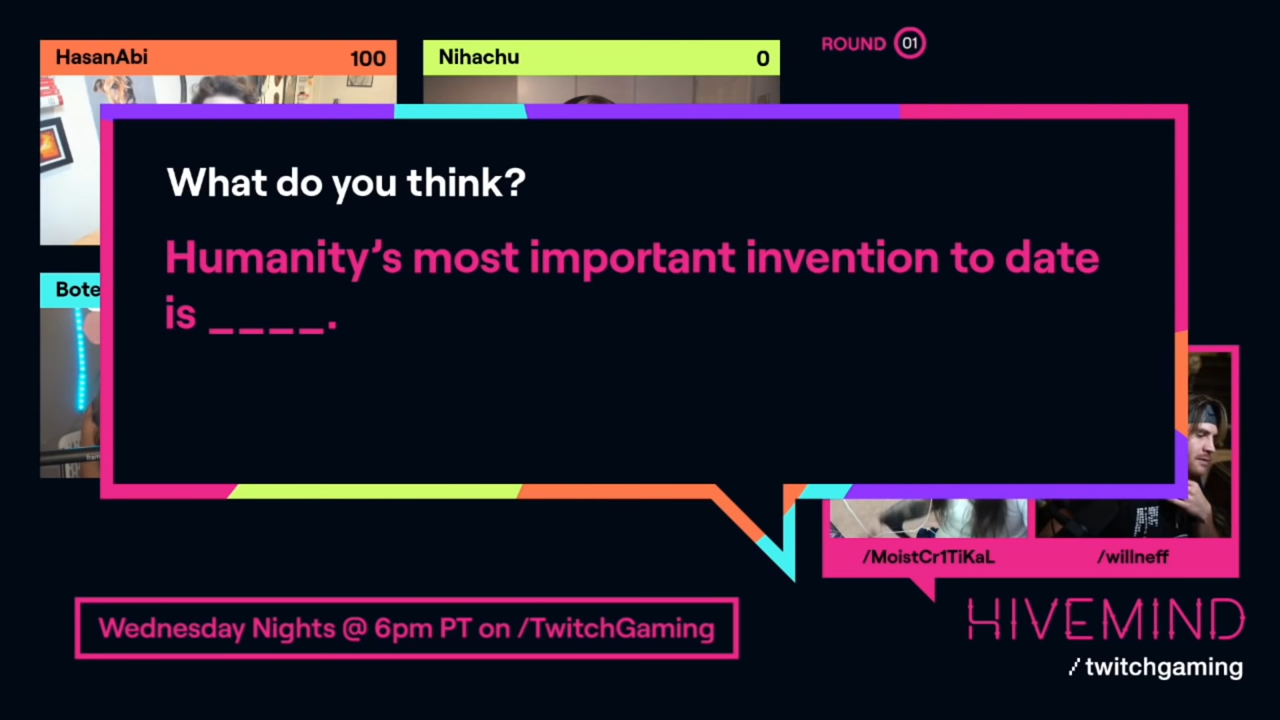 HasanAbi 100
Nihachu 0
ROUND 01
What do you think?
Humanity's most important invention to date
is ____.
Bote
/MoistCr1TiKaL
/willneff
Wednesday Nights @ 6pm PT on /TwitchGaming
HIVEMIND
/twitchgaming